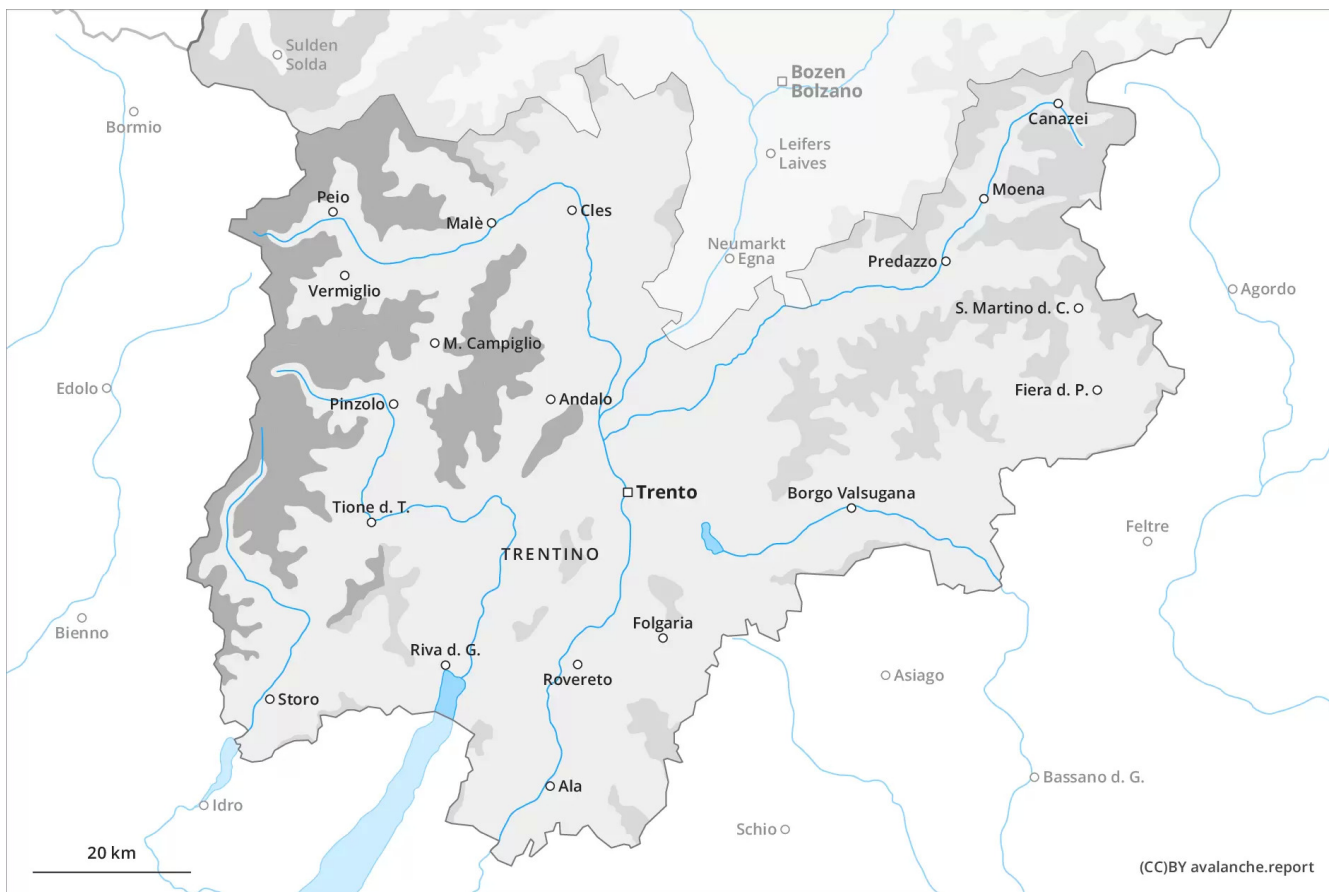 Sulden
Solda
Bozen
Bolzano
Bormio
Canazei
Leifers
Laives
Moena
Peio
Malè
Cles
Neumarkt
Egna
Predazzo
Vermiglio
Agordo
S. Martino d. C.
M. Campiglio
Edolo
Pinzolo
Andalo
Fiera d. P.
Trento
Borgo Valsugana
Tione d. T.
Feltre
TRENTINO
Bienno
Folgaria
Riva d. G.
Rovereto
Asiago
Storo
Bassano d. G.
Ala
Idro
Schio
20 km
(CC)BY avalanche.report